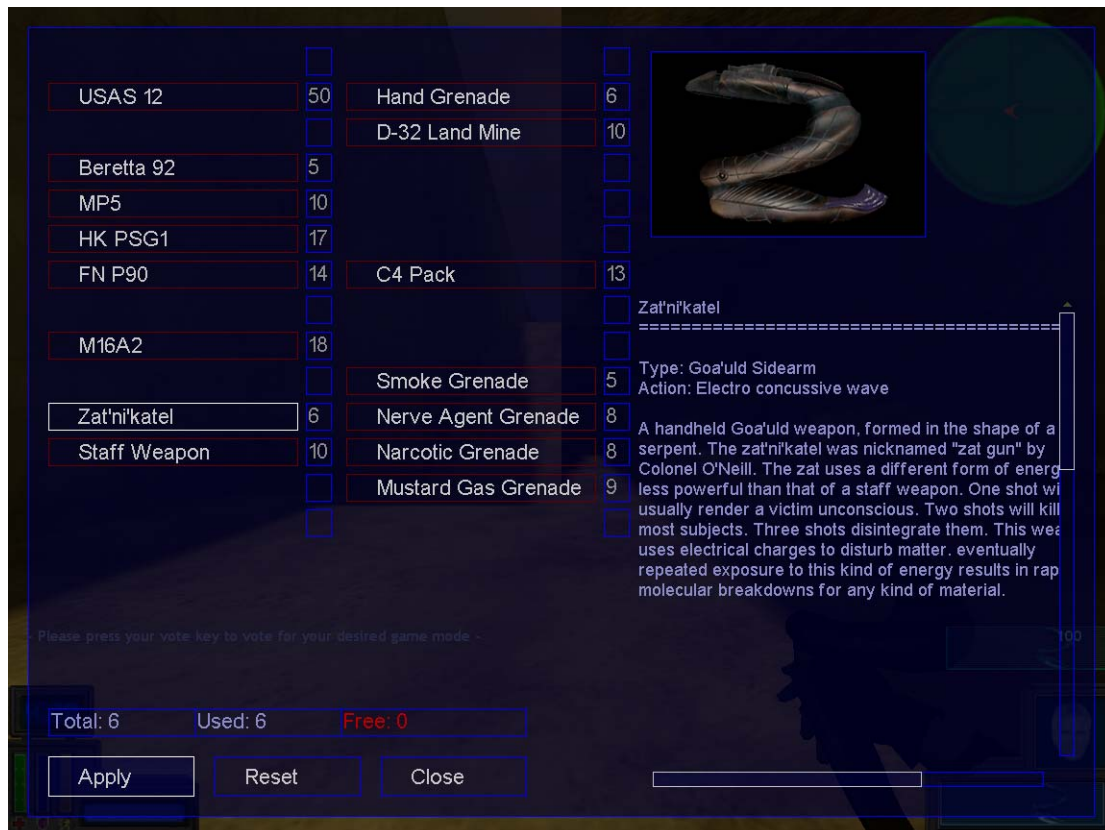 USAS 12 50 Hand Grenade 6
D-32 Land Mine 10
Beretta 92 5
MP5 10
HK PSG1 17
FN P90 14 C4 Pack 13
M16A2 18
Smoke Grenade 5
Zat'ni'katel 6 Nerve Agent Grenade 8
Staff Weapon 10 Narcotic Grenade 8
Mustard Gas Grenade 9
Zat'ni'katel
========================================
Type: Goa'uld Sidearm
Action: Electro concussive wave
A handheld Goa'uld weapon, formed in the shape of a
serpent. The zat'ni'katel was nicknamed "zat gun" by
Colonel O'Neill. The zat uses a different form of energ
less powerful than that of a staff weapon. One shot wi
usually render a victim unconscious. Two shots will kill
most subjects. Three shots disintegrate them. This wea
uses electrical charges to disturb matter. eventually
repeated exposure to this kind of energy results in rap
molecular breakdowns for any kind of material.
- Please press your vote key to vote for your desired game mode -
100
Total: 6 Used: 6 Free: 0
Apply Reset Close